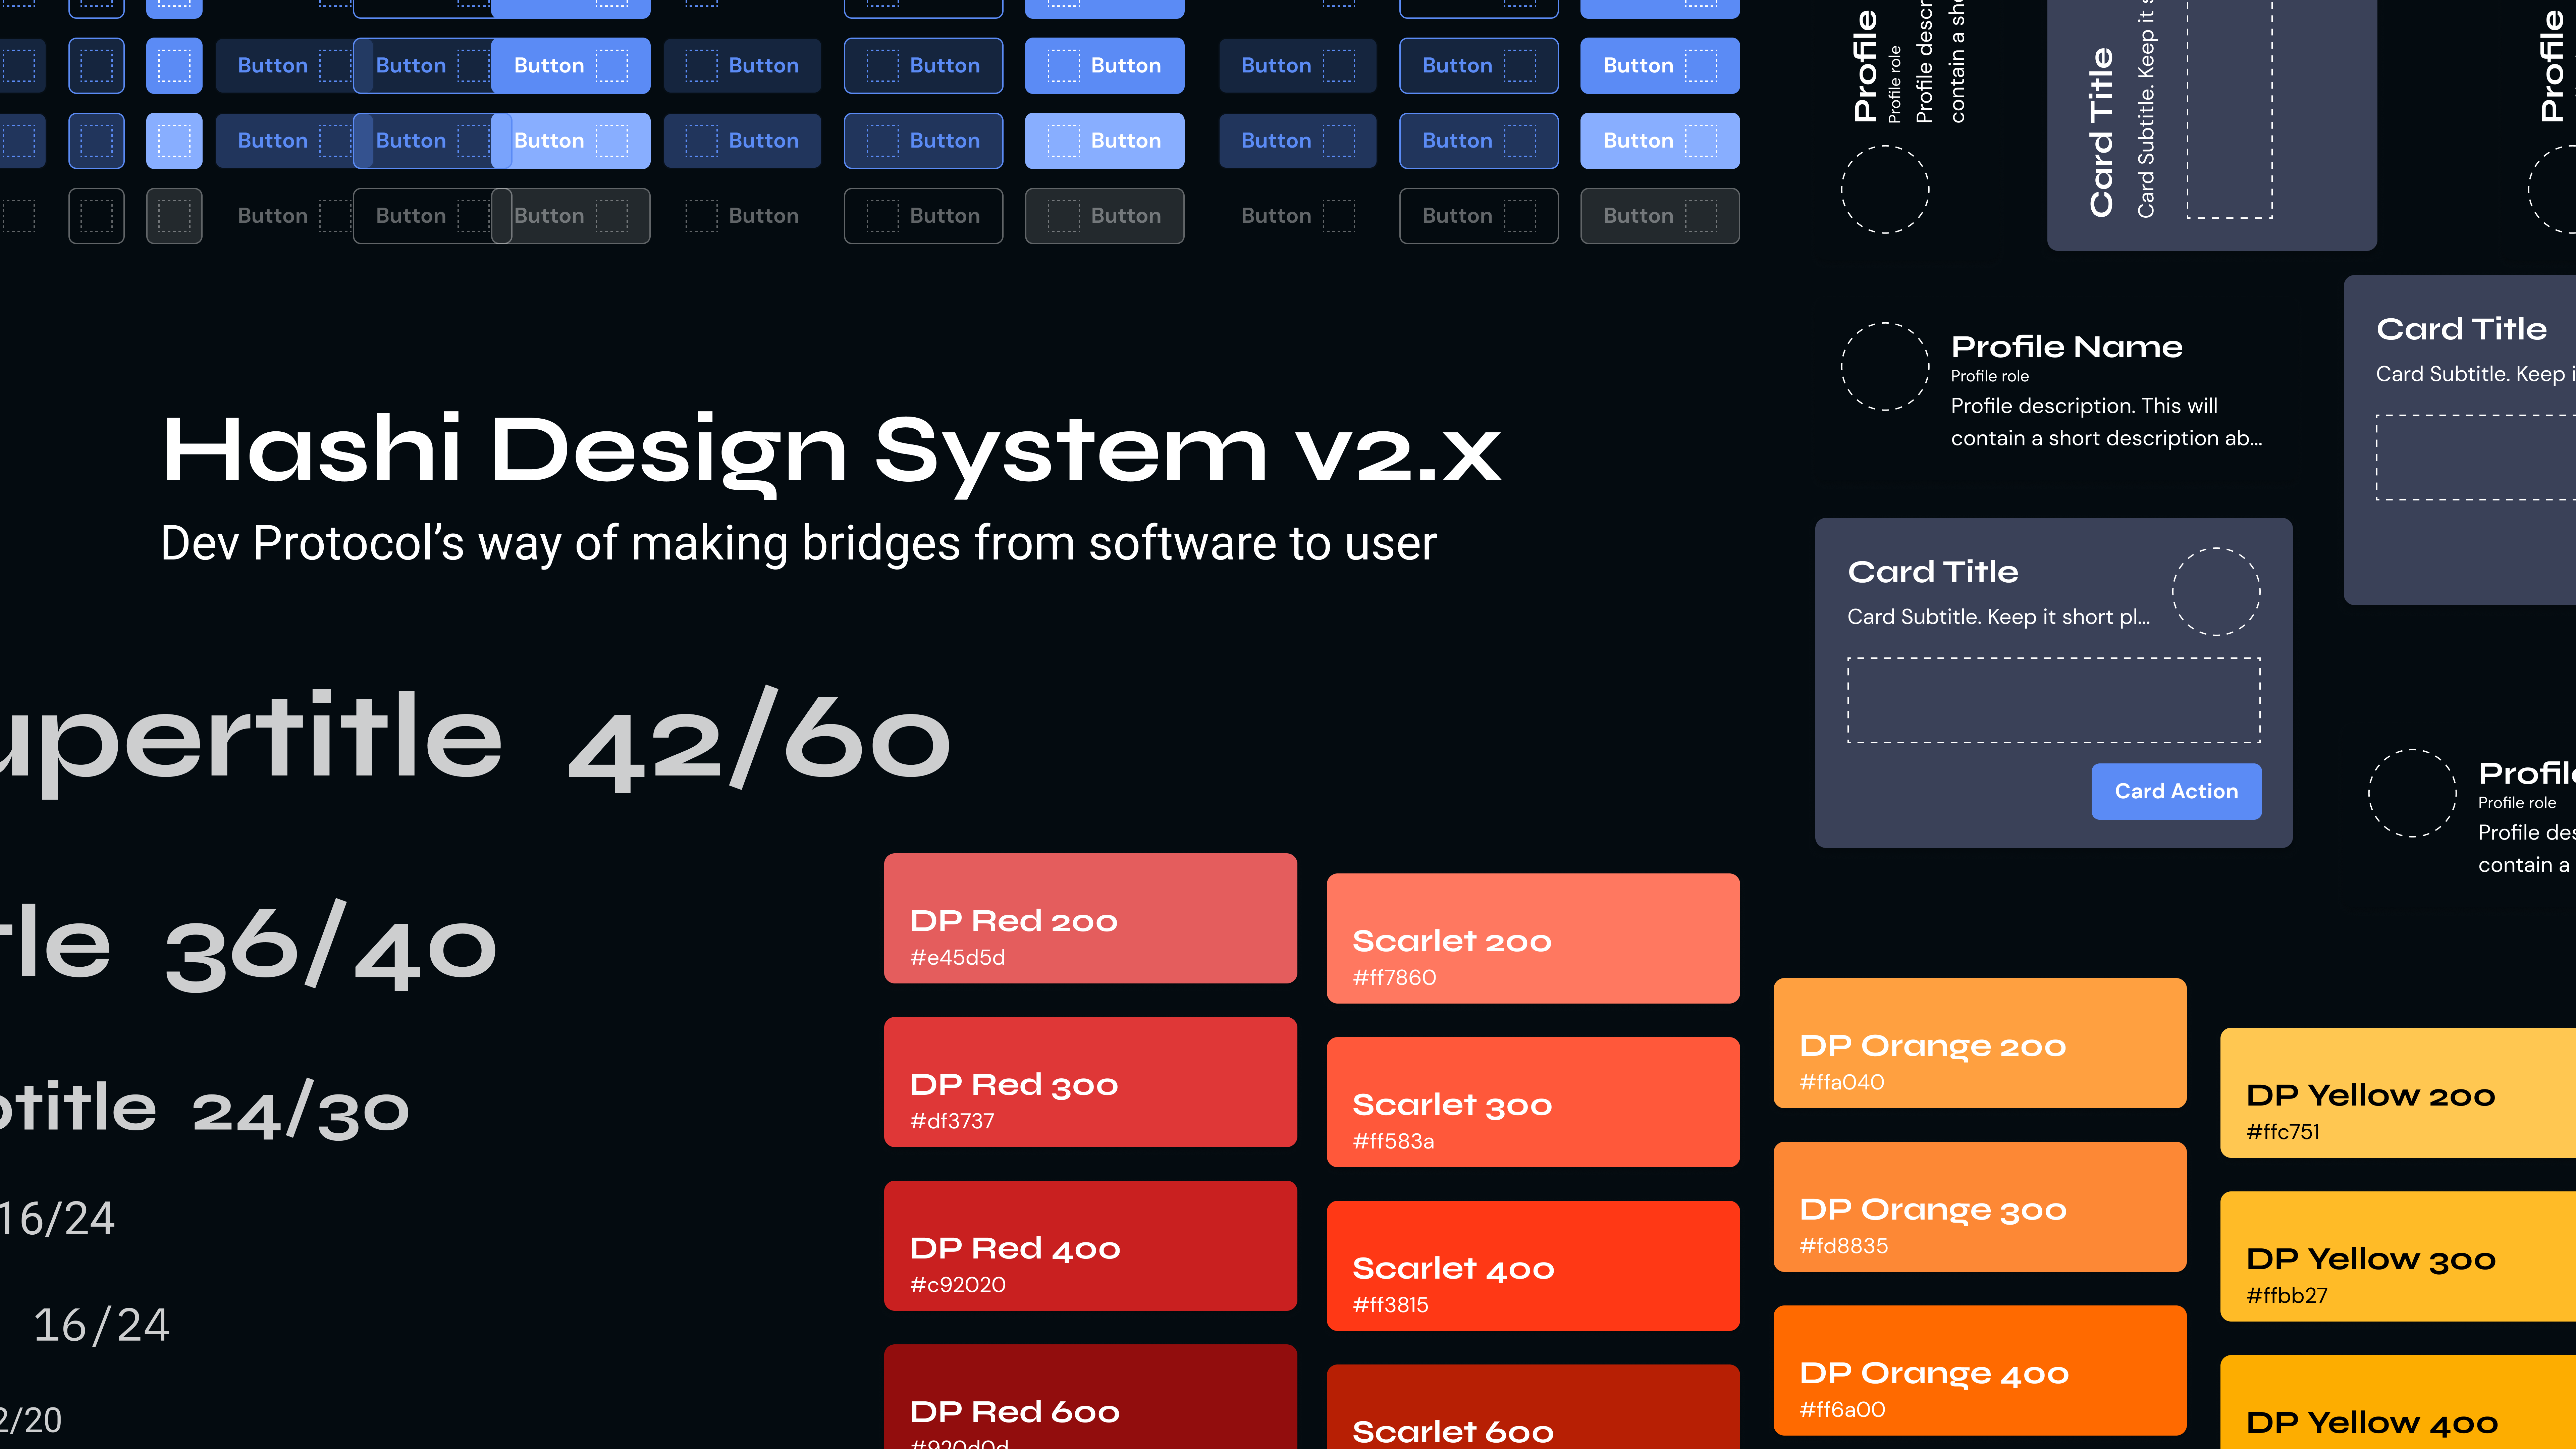 Button Button Button Button Button Button Button Button Button
Button Button Button Button Button Button Button Button Button
Button Button Button Button Button Button Button Button Button
Profile
Profile role
Profile descr
contain a sh
Card Title
Card Subtitle. Keep it s
Profile
Hashi Design System v2.x
Dev Protocol’s way of making bridges from software to user
Profile Name
Profile role
Profile description. This will
contain a short description ab...
Card Title
Card Subtitle. Keep i
Card Title
Card Subtitle. Keep it short pl...
Card Action
Profile
Profile role
Profile des
contain a
upertitle 42/60
tle 36/40
otitle 24/30
16/24
16/24
2/20
DP Red 200
#e45d5d
DP Red 300
#df3737
DP Red 400
#c92020
DP Red 600
#920d0d
Scarlet 200
#ff7860
Scarlet 300
#ff583a
Scarlet 400
#ff3815
Scarlet 600
DP Orange 200
#ffa040
DP Orange 300
#fd8835
DP Orange 400
#ff6a00
DP Yellow 200
#ffc751
DP Yellow 300
#ffbb27
DP Yellow 400